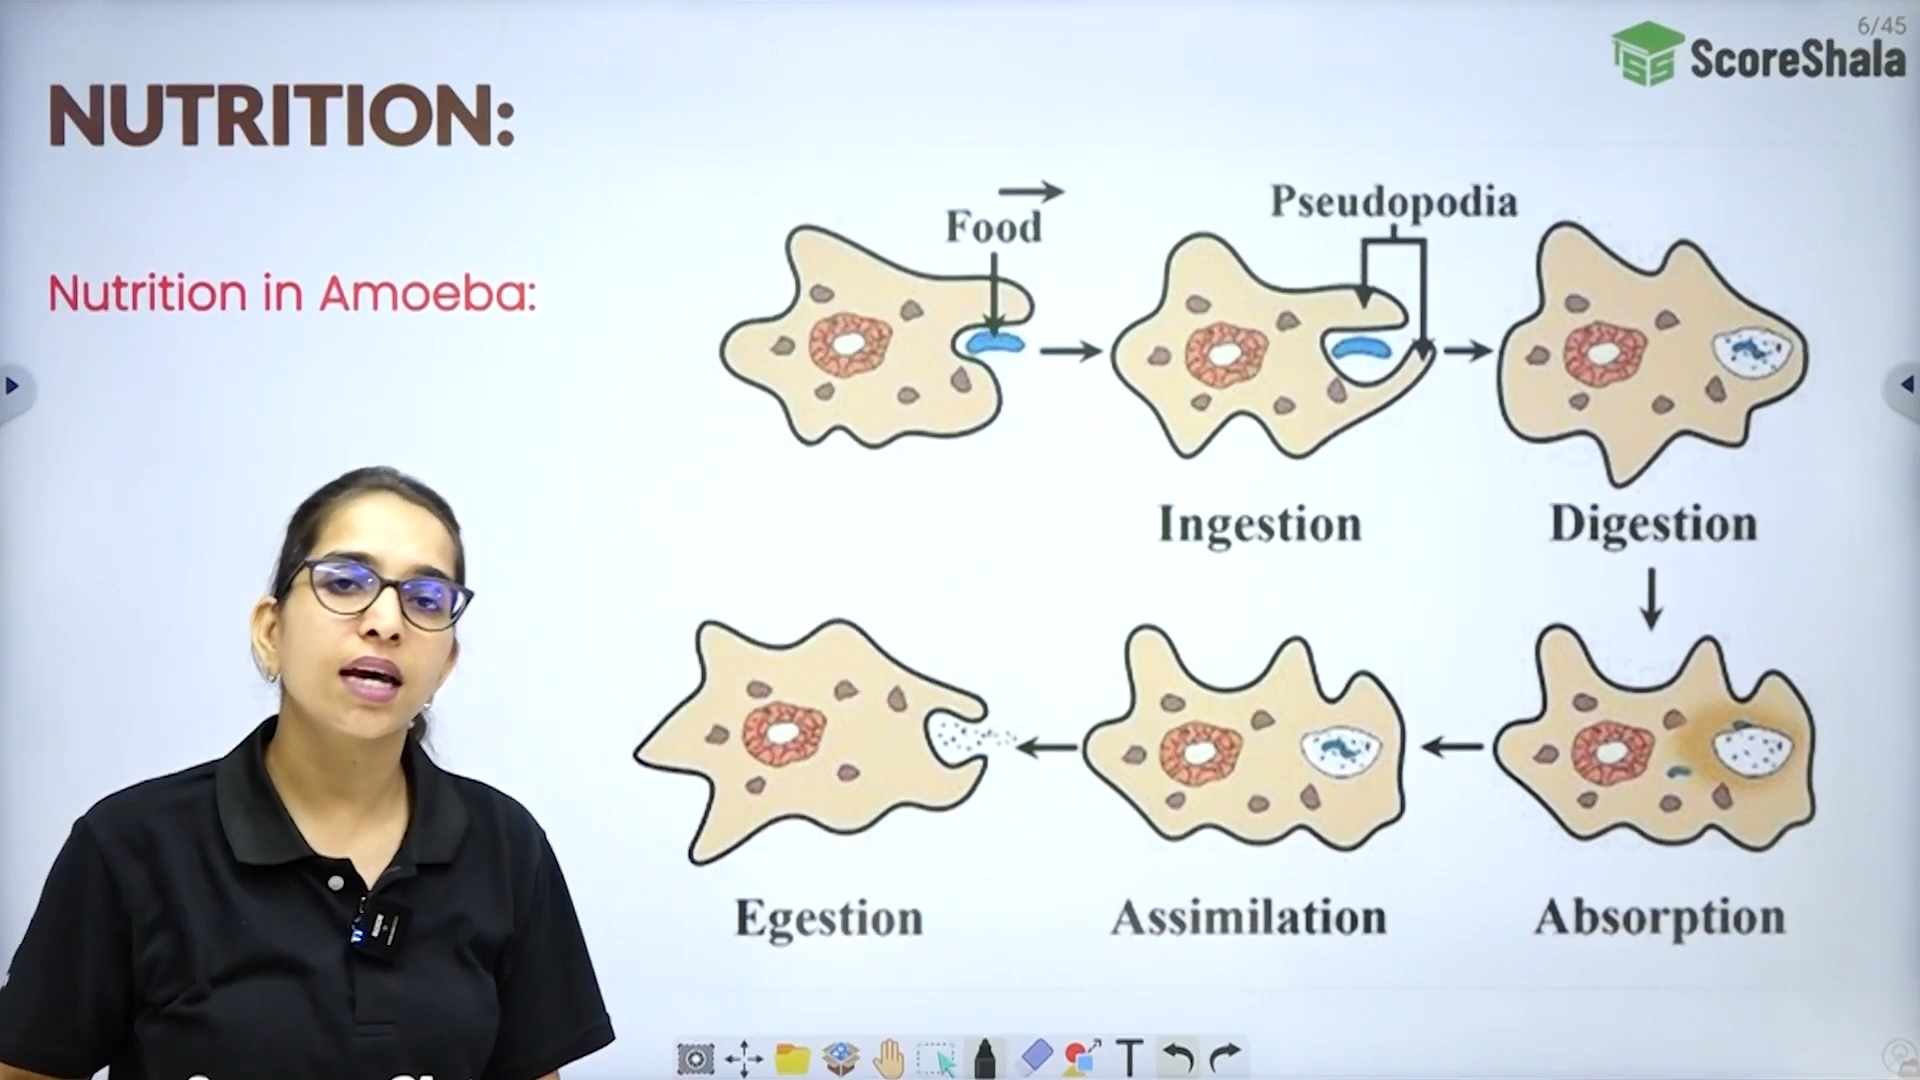 6/45
ScoreShala
NUTRITION:
Nutrition in Amoeba:
Food
Pseudopodia
Ingestion
Digestion
Egestion
Assimilation
Absorption